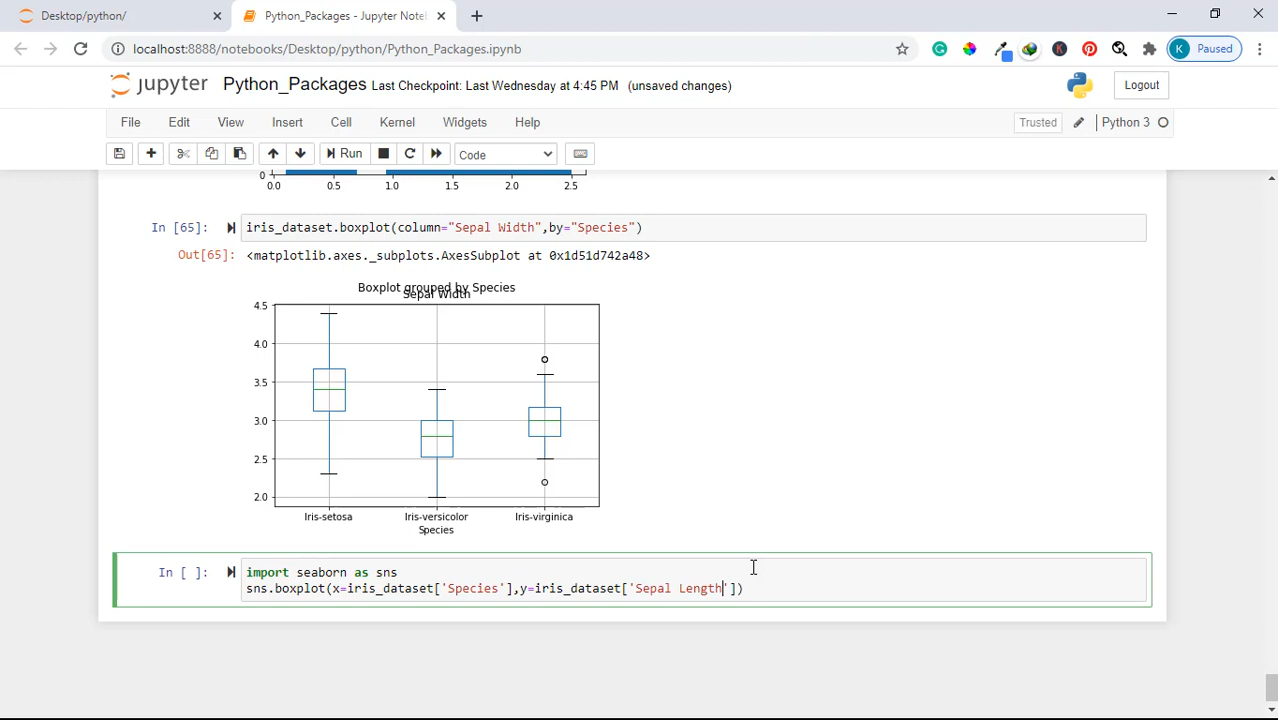 Desktop/python/
Python_Packages - Jupyter Noteb
localhost:8888/notebooks/Desktop/python/Python_Packages.ipynb
K Paused
jupyter Python_Packages Last Checkpoint: Last Wednesday at 4:45 PM (unsaved changes)
Logout
File Edit View Insert Cell Kernel Widgets Help
Trusted Python 3
Run Code
0
0.0 0.5 1.0 1.5 2.0 2.5
In [65]: iris_dataset.boxplot(column="Sepal Width",by="Species")
Out[65]: <matplotlib.axes._subplots.AxesSubplot at 0x1d51d742a48>
Boxplot grouped by Species
Sepal Width
4.5
4.0
3.5
3.0
2.5
2.0
Iris-setosa Iris-versicolor Iris-virginica
Species
In [ ]: import seaborn as sns
sns.boxplot(x=iris_dataset['Species'],y=iris_dataset['Sepal Length'])